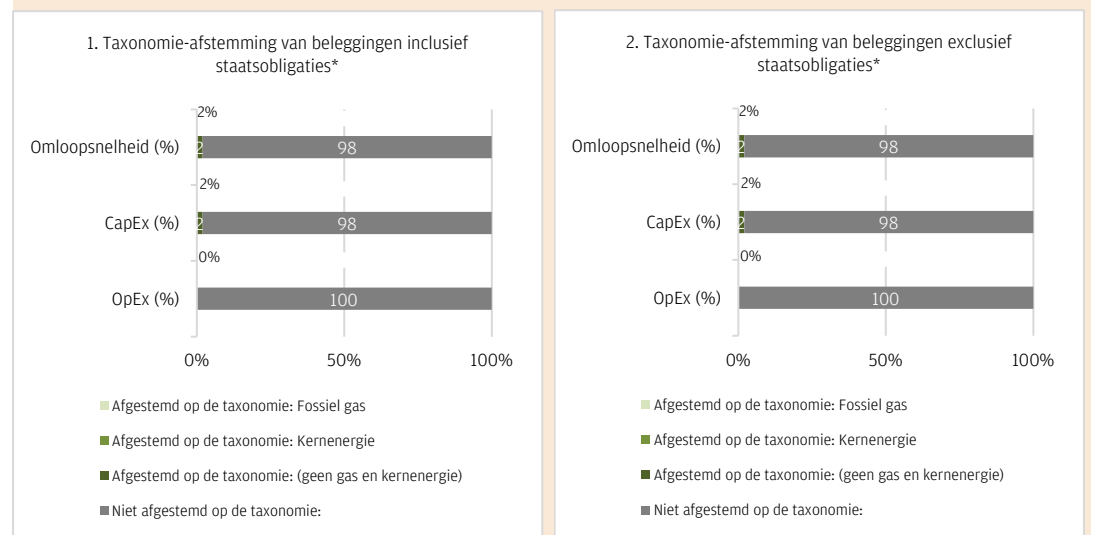 1. Taxonomie-afstemming van beleggingen inclusief
staatsobligaties*
2%
Omloopsnelheid (%)
2
98
2%
CapEx (%)
2
98
0%
OpEx (%)
100
0%
50%
100%
Afgestemd op de taxonomie: Fossiel gas
Afgestemd op de taxonomie: Kernenergie
Afgestemd op de taxonomie: (geen gas en kernenergie)
Niet afgestemd op de taxonomie:
2. Taxonomie-afstemming van beleggingen exclusief
staatsobligaties*
2%
Omloopsnelheid (%)
2
98
2%
CapEx (%)
2
98
0%
OpEx (%)
100
0%
50%
100%
Afgestemd op de taxonomie: Fossiel gas
Afgestemd op de taxonomie: Kernenergie
Afgestemd op de taxonomie: (geen gas en kernenergie)
Niet afgestemd op de taxonomie: